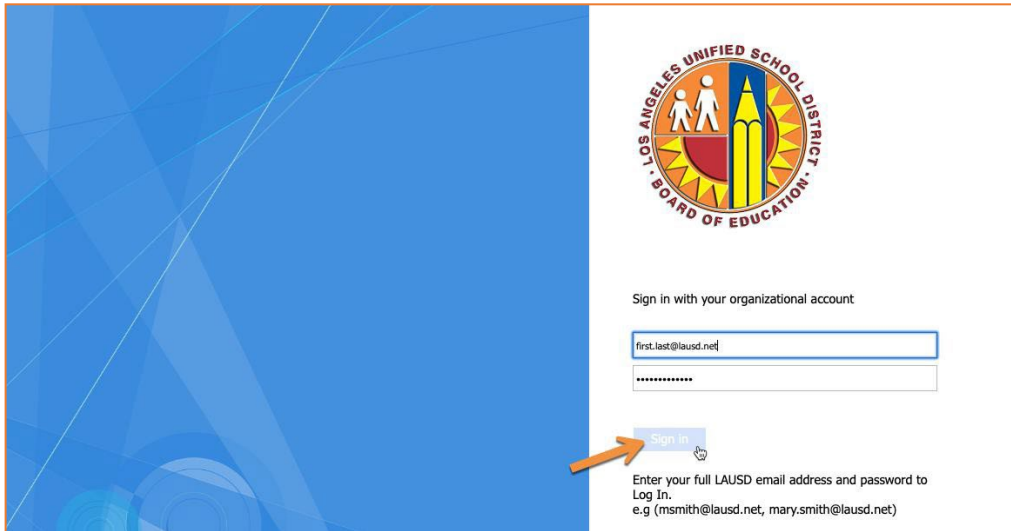 LOS ANGELES UNIFIED SCHOOL DISTRICT • BOARD OF EDUCATION •
Sign in with your organizational account
first.last@lausd.net
•••••••••••••
Sign in
Enter your full LAUSD email address and password to
Log In.
e.g (msmith@lausd.net, mary.smith@lausd.net)